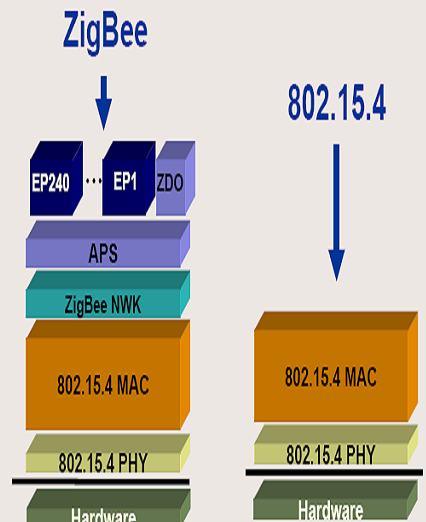 ZigBee
802.15.4
EP240 ... EP1 ZDO
APS
ZigBee NWK
802.15.4 MAC
802.15.4 PHY
Hardware
802.15.4 MAC
802.15.4 PHY
Hardware